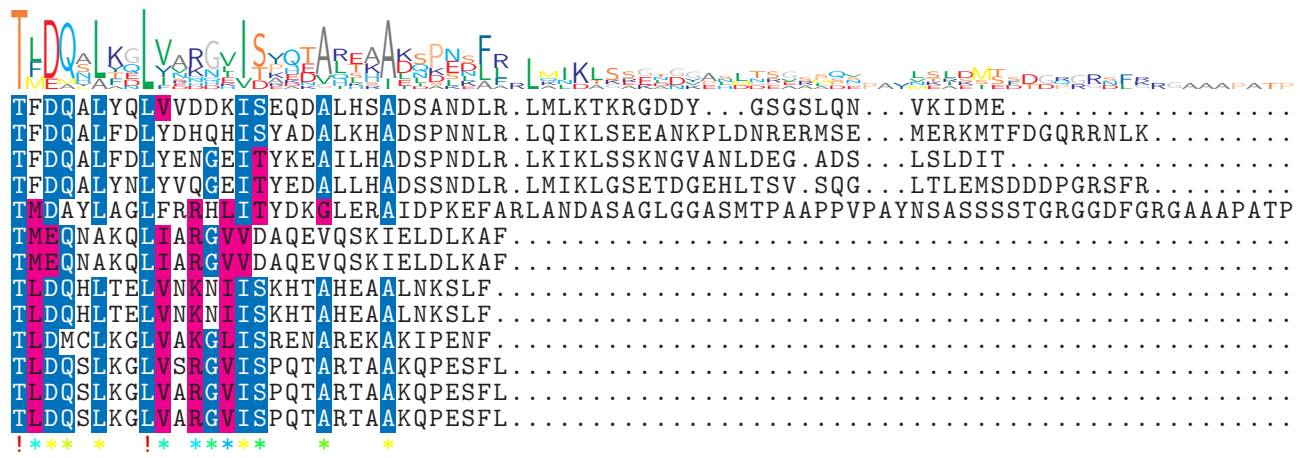 TFDQALYQLVVDDKISEQDALHSADSANDLR.LMLKTKRGDDY...GSGSLQN...VKIDME..................
TFDQALFDLYDHQHISYADALKHADSPNNLR.LQIKLSEEANKPLDNRERMSE...MERKMTFDGQRRNLK.........
TFDQALFDLYENGEITYKEAILHADSPNDLR.LKIKLSSKNGVANLDEG.ADS...LSLDIT..................
TFDQALYNLYVQGEITYEDALLHADSSNDLR.LMIKLGSETDGEHLTSV.SQG...LTLEMSDDDPGRSFR.........
TMDAYLAGLFRRHLITYDKGLERAIDPKEFARLANDASAGLGGASMTPAAPPVPAYNSASSSSTGRGGDFGRGAAAPATP
TMEQNAKQLIARGVVDAQEVQSKIELDLKAF.................................................
TMEQNAKQLIARGVVDAQEVQSKIELDLKAF.................................................
TLDQHLTELVNKNIISKHTAHEAALNKSLF..................................................
TLDQHLTELVNKNIISKHTAHEAALNKSLF..................................................
TLDMCLKGLVAKGLISRENAREKAKIPENF..................................................
TLDQSLKGLVSRGVISPQTARTAAKQPESFL.................................................
TLDQSLKGLVARGVISPQTARTAAKQPESFL.................................................
TLDQSLKGLVARGVISPQTARTAAKQPESFL.................................................
!*** *  !* *****   *   *